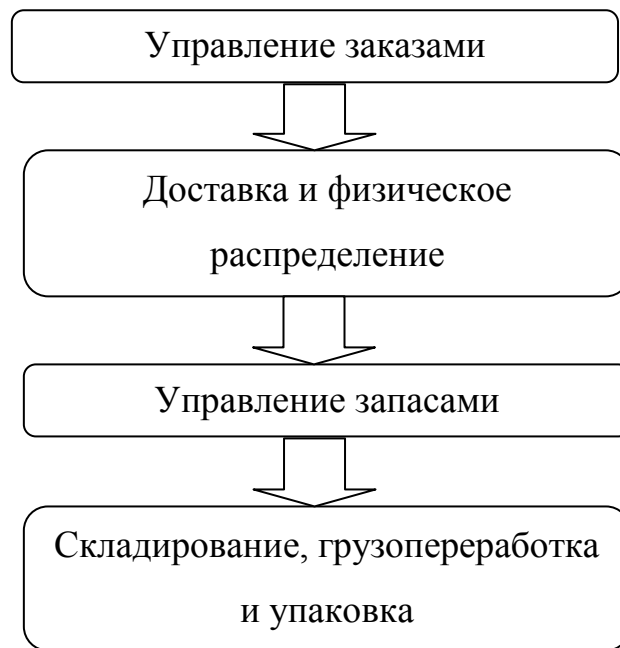 Управление заказами
Доставка и физическое
распределение
Управление запасами
Складирование, грузопереработка
и упаковка